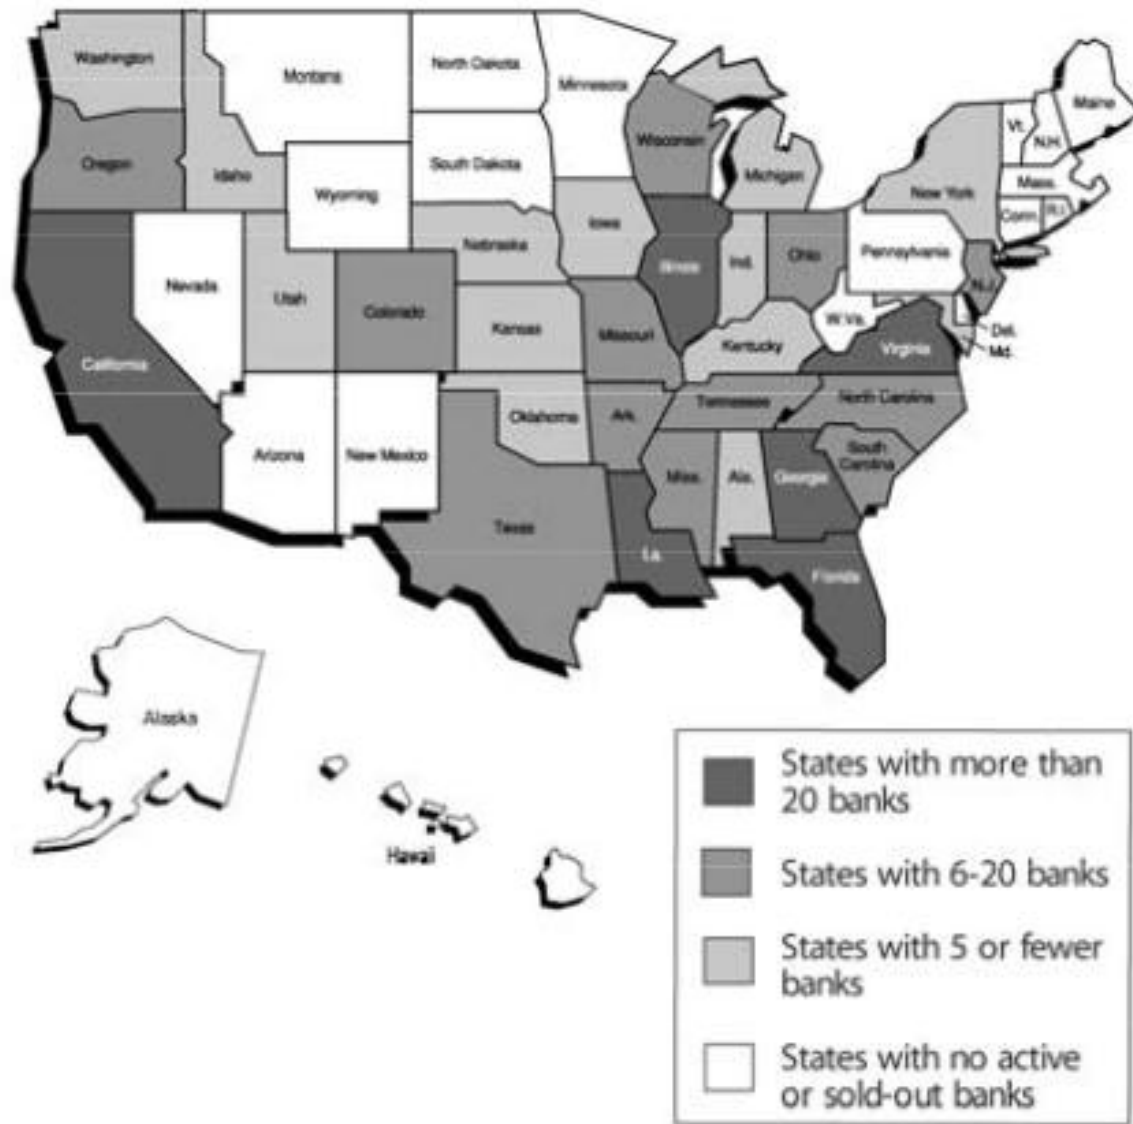 Washington
Montana
North Dakota
Minnesota
Maine
Vt.
N.H.
Oregon
Idaho
South Dakota
Wisconsin
Michigan
New York
Mass.
Wyoming
Conn.
R.I.
Nebraska
Iowa
Illinois
Ind.
Ohio
Pennsylvania
N.J.
Nevada
Utah
Colorado
Kansas
Missouri
W.Va.
Del.
Md.
California
Kentucky
Virginia
Arizona
New Mexico
Oklahoma
Ark.
Tennessee
North Carolina
South
Carolina
Texas
La.
Miss.
Ala.
Georgia
Florida
Alaska
Hawaii
States with more than
20 banks
States with 6-20 banks
States with 5 or fewer
banks
States with no active
or sold-out banks